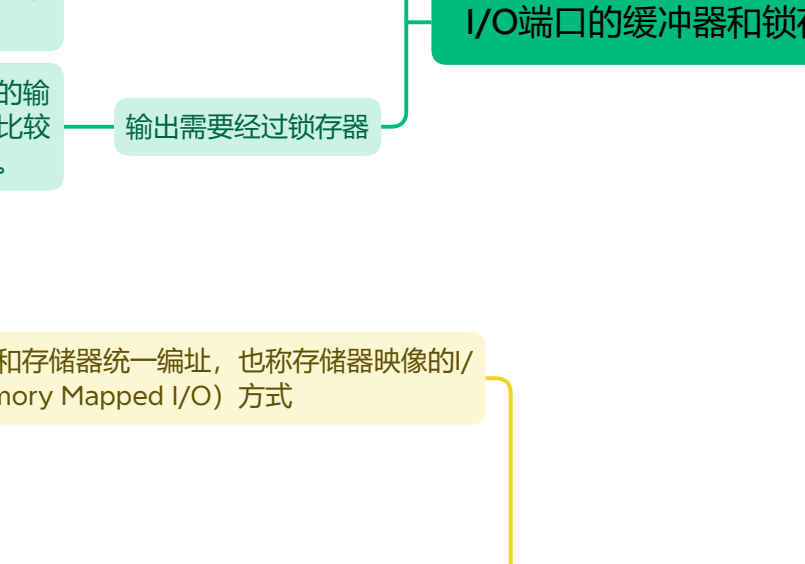 I/O端口的缓冲器和锁
的输
比较
。
输出需要经过锁存器
和存储器统一编址，也称存储器映像的I/
mory Mapped I/O）方式